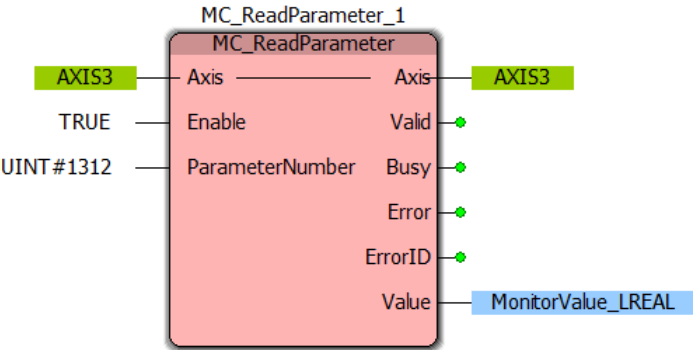 MC_ReadParameter_1
MC_ReadParameter
AXIS3 Axis Axis AXIS3
TRUE Enable Valid
UINT#1312 ParameterNumber Busy
Error
ErrorID
Value MonitorValue_LREAL